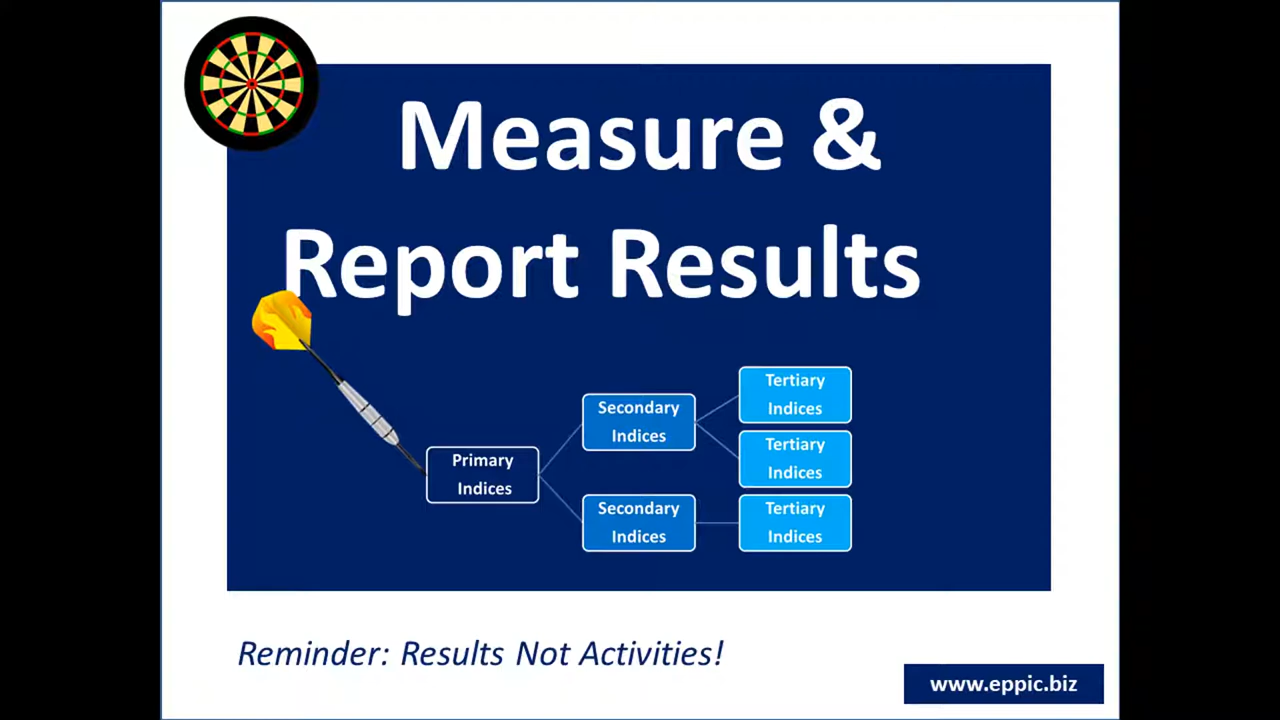 Measure &
Report Results
Primary
Indices
Secondary
Indices
Secondary
Indices
Tertiary
Indices
Tertiary
Indices
Tertiary
Indices
Reminder: Results Not Activities!
www.eppic.biz